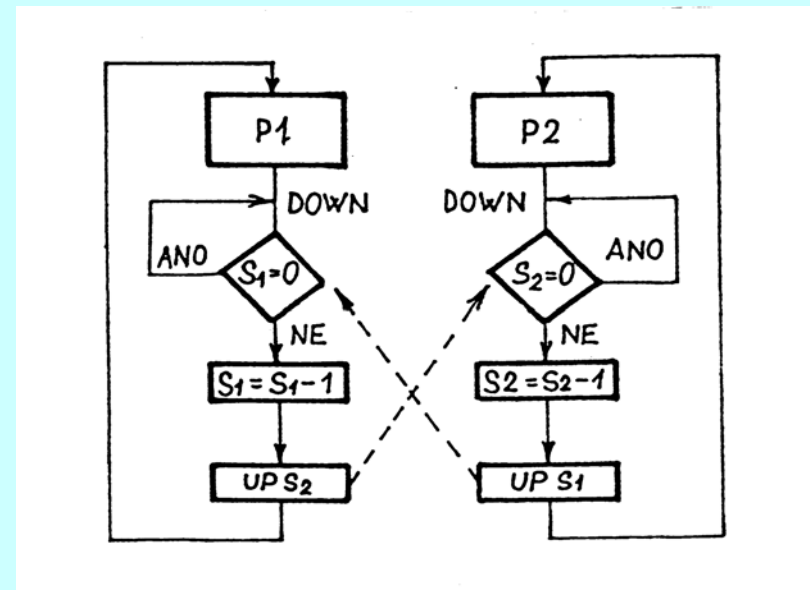 P1
DOWN
ANO
S1=0
NE
S1=S1-1
UP S2
P2
DOWN
ANO
S2=0
NE
S2=S2-1
UP S1